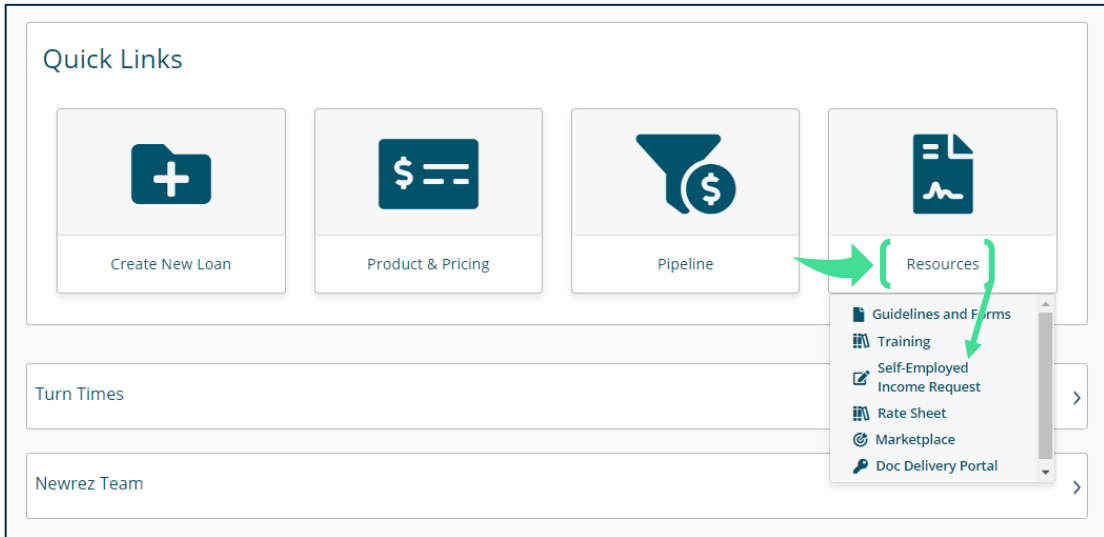 Quick Links
Create New Loan
Product & Pricing
Pipeline
Resources
Guidelines and Forms
Training
Self-Employed
Income Request
Rate Sheet
Marketplace
Doc Delivery Portal
Turn Times
Newrez Team